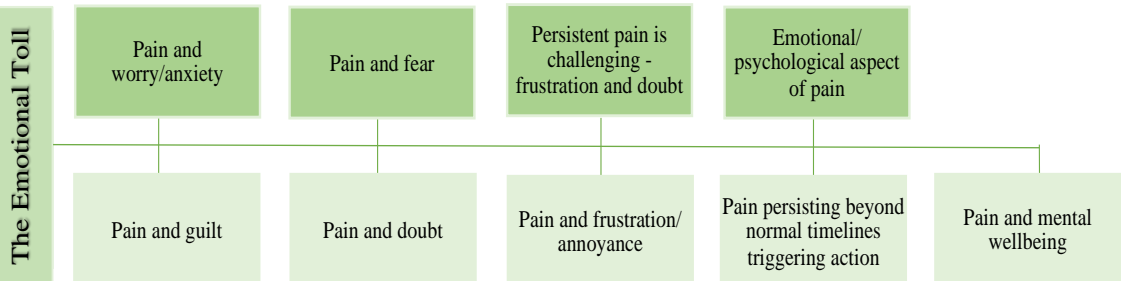 The Emotional Toll
Pain and
worry/anxiety
Pain and fear
Persistent pain is
challenging -
frustration and doubt
Emotional/
psychological aspect
of pain
Pain and guilt
Pain and doubt
Pain and frustration/
annoyance
Pain persisting beyond
normal timelines
triggering action
Pain and mental
wellbeing